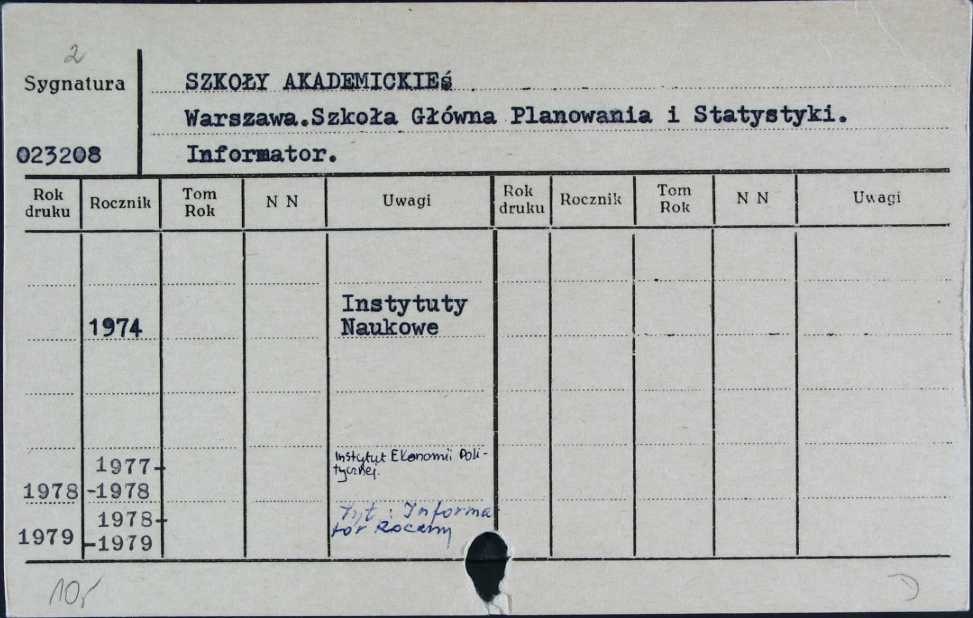 2
Sygnatura
SZKOŁY AKADEMICKIEś
Warszawa.Szkoła Główna Planowania i Statystyki.
023208
Informator.
Rok druku Rocznik Tom Rok N N Uwagi Rok druku Rocznik Tom Rok N N Uwagi
Instytuty
1974 Naukowe
1977- Instytut Ekonomii Poli-
tycznej.
1978 -1978
1978- Tyt : Informa
1979 -1979 tor Roczny
10,